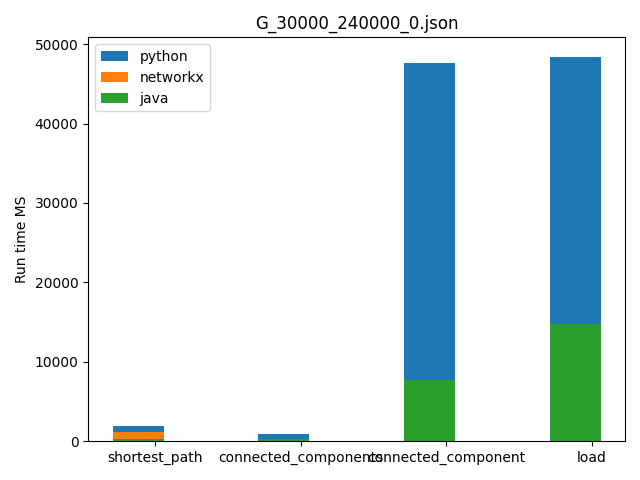 G_30000_240000_0.json
python
networkx
java
Run time MS
50000
40000
30000
20000
10000
0
shortest_path
connected_components
connected_component
load